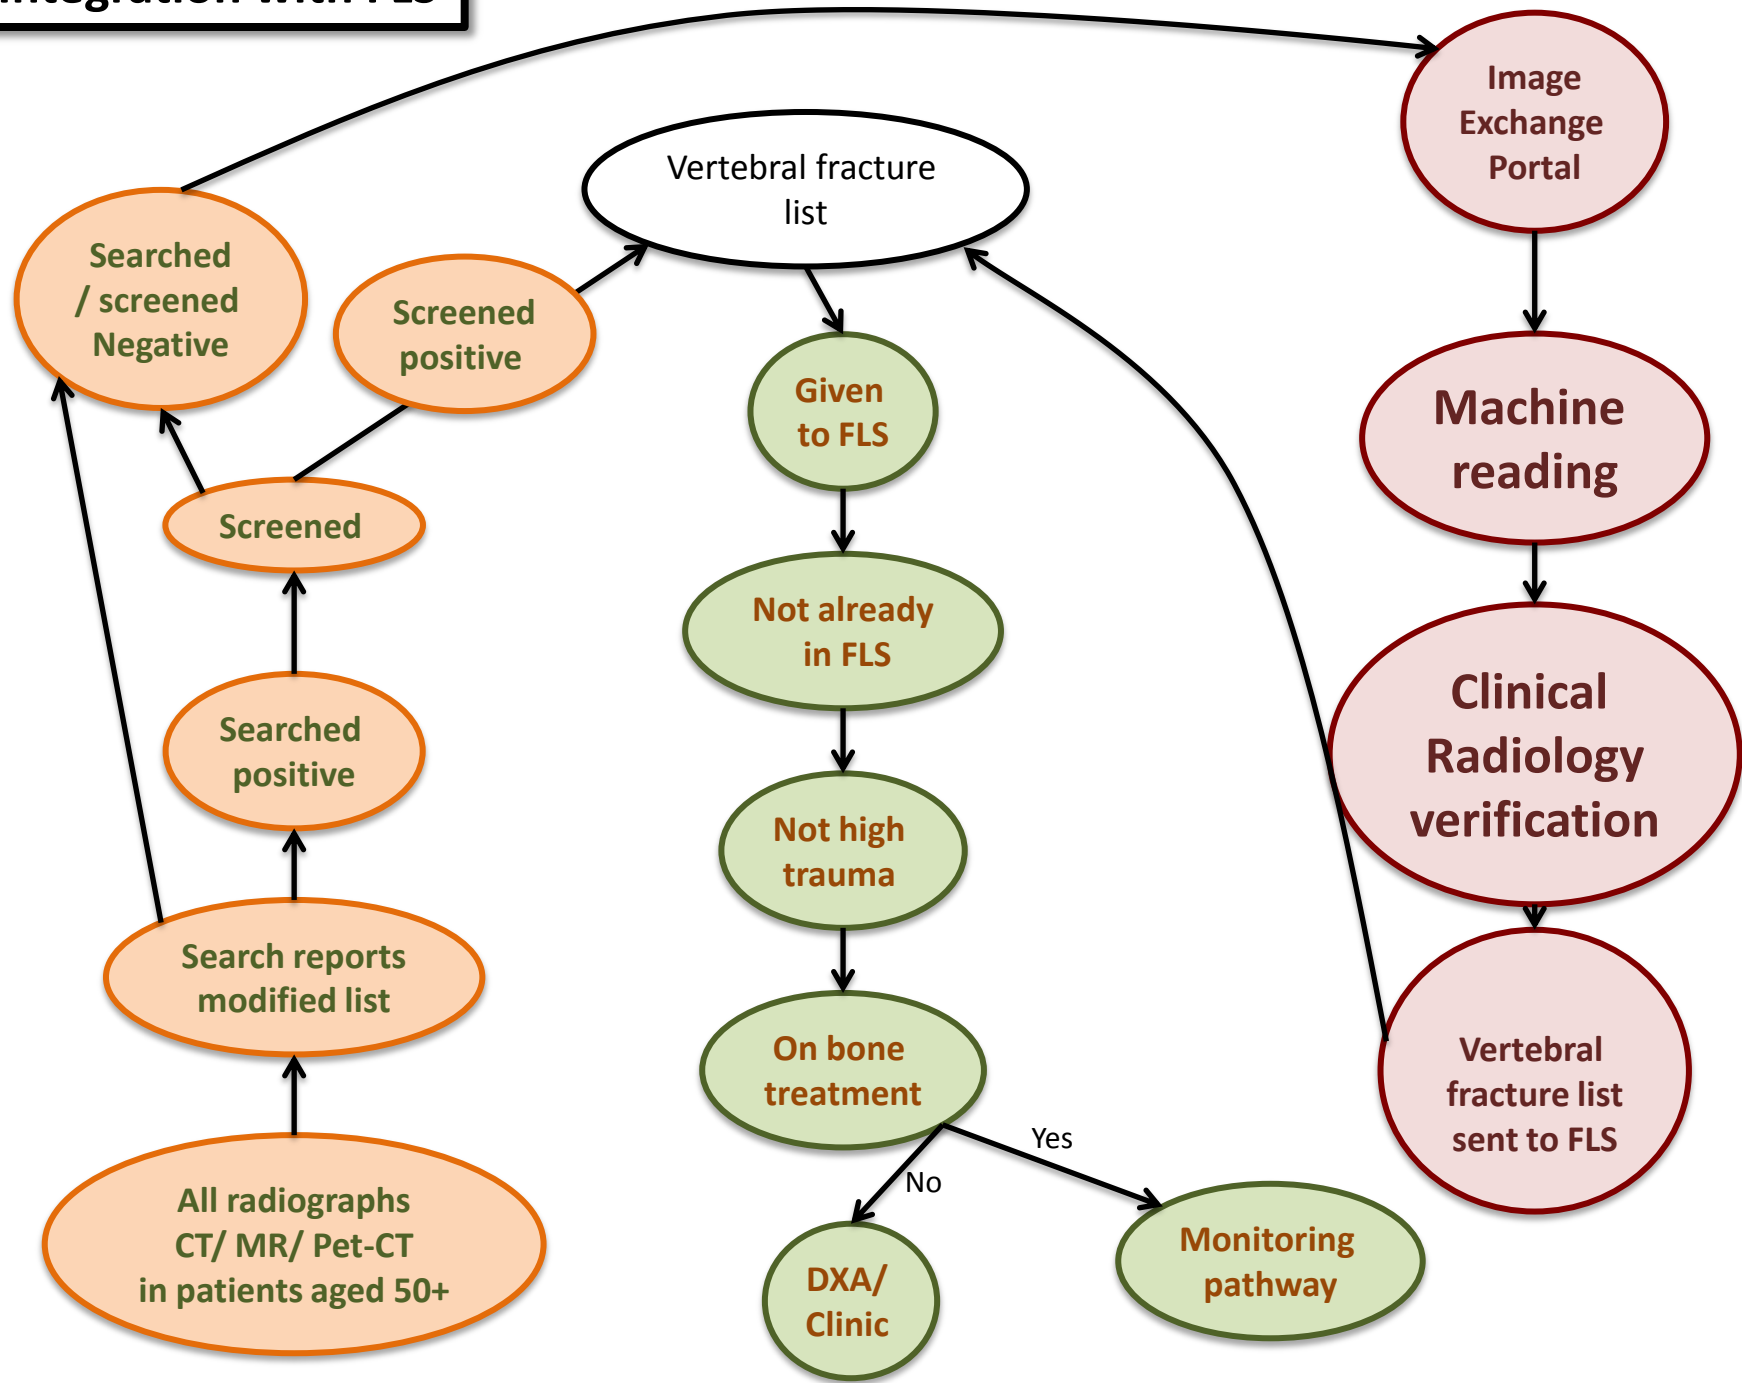 with FLS
Image
Exchange
Portal
Vertebral fracture
list
Searched
/ screened
Negative
Screened
positive
Given
to FLS
Machine
reading
Screened
Not already
in FLS
Clinical
Radiology
verification
Searched
positive
Not high
trauma
Search reports
modified list
On bone
treatment
Vertebral
fracture list
sent to FLS
Yes
No
All radiographs
CT/ MR/ Pet-CT
in patients aged 50+
Monitoring
pathway
DXA/
Clinic